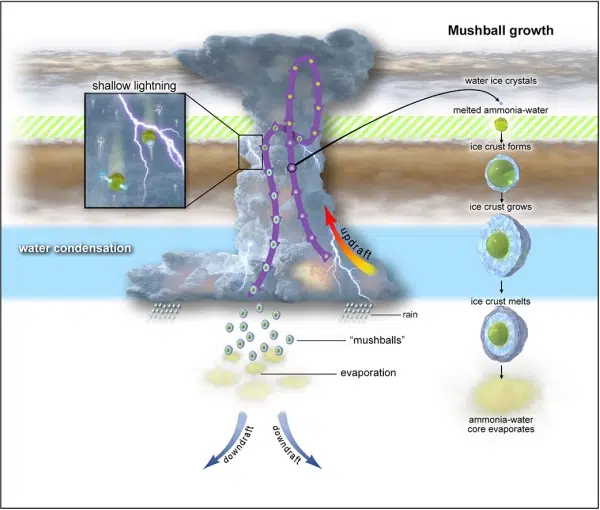 Mushball growth
shallow lightning
water ice crystals
melted ammonia-water
ice crust forms
ice crust grows
water condensation
updraft
ice crust melts
rain
"mushballs"
evaporation
ammonia-water
core evaporates
downdraft
downdraft